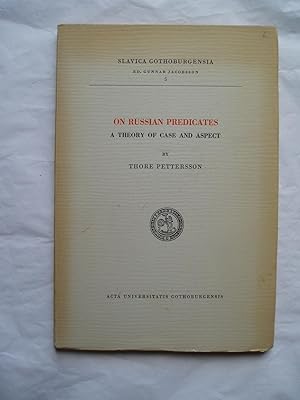 SLAVICA GOTHOBURGENSIA
ED. GUNNAR JACOBSSON
5
ON RUSSIAN PREDICATES
A THEORY OF CASE AND ASPECT
BY
THORE PETTERSSON
ACTA UNIVERSITATIS GOTHOBURGENSIS